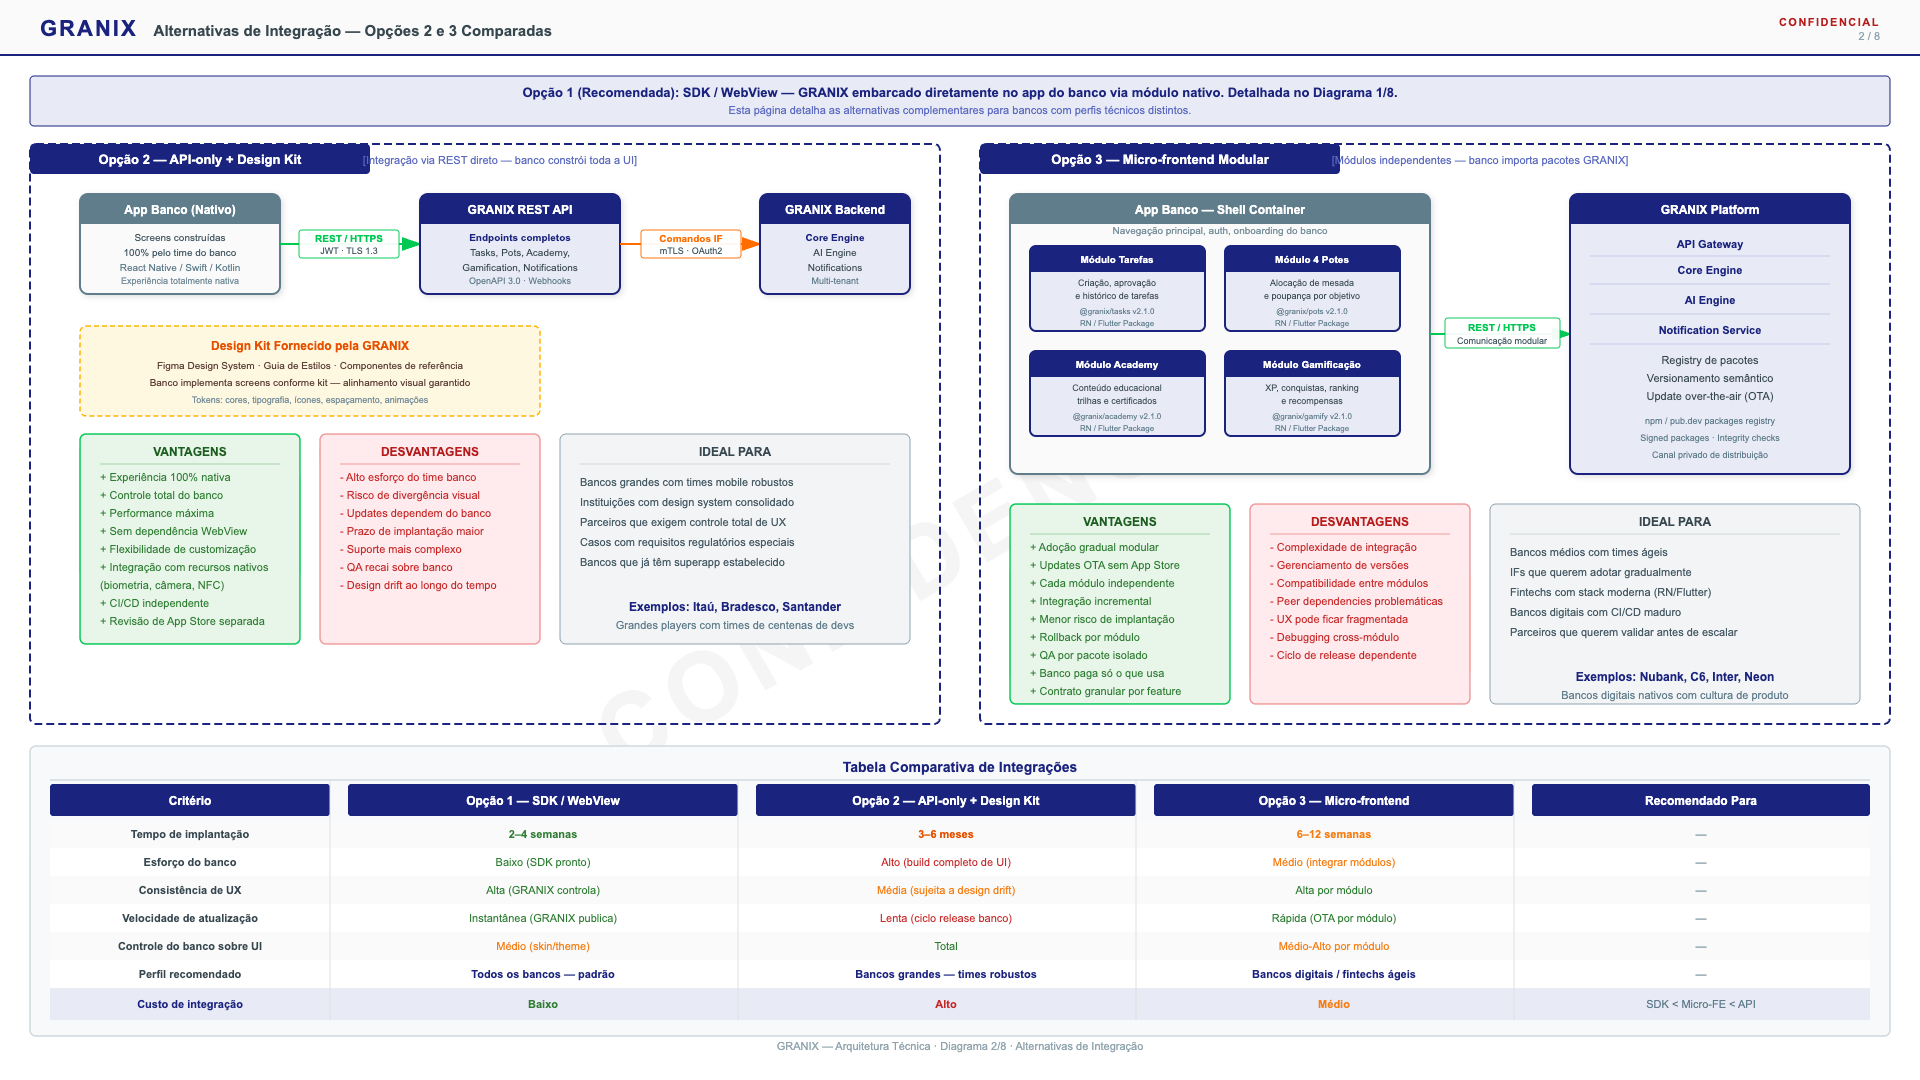 GRANIX
Alternativas de Integração — Opções 2 e 3 Comparadas
CONFIDENCIAL
2 / 8
Opção 1 (Recomendada): SDK / WebView — GRANIX embarcado diretamente no app do banco via módulo nativo. Detalhada no Diagrama 1/8.
Esta página detalha as alternativas complementares para bancos com perfis técnicos distintos.
Opção 2 — API-only + Design Kit
[Integração via REST direto — banco constrói toda a UI]
App Banco (Nativo)
Screens construídas
100% pelo time do banco
React Native / Swift / Kotlin
Experiência totalmente nativa
REST / HTTPS
JWT · TLS 1.3
GRANIX REST API
Endpoints completos
Tasks, Pots, Academy,
Gamification, Notifications
OpenAPI 3.0 · Webhooks
Comandos IF
mTLS · OAuth2
GRANIX Backend
Core Engine
AI Engine
Notifications
Multi-tenant
Design Kit Fornecido pela GRANIX
Figma Design System · Guia de Estilos · Componentes de referência
Banco implementa screens conforme kit — alinhamento visual garantido
Tokens: cores, tipografia, ícones, espaçamento, animações
VANTAGENS
+ Experiência 100% nativa
+ Controle total do banco
+ Performance máxima
+ Sem dependência WebView
+ Flexibilidade de customização
+ Integração com recursos nativos
(biometria, câmera, NFC)
+ CI/CD independente
+ Revisão de App Store separada
DESVANTAGENS
- Alto esforço do time banco
- Risco de divergência visual
- Updates dependem do banco
- Prazo de implantação maior
- Suporte mais complexo
- QA recai sobre banco
- Design drift ao longo do tempo
IDEAL PARA
Bancos grandes com times mobile robustos
Instituições com design system consolidado
Parceiros que exigem controle total de UX
Casos com requisitos regulatórios especiais
Bancos que já têm superapp estabelecido
Exemplos: Itaú, Bradesco, Santander
Grandes players com times de centenas de devs
Opção 3 — Micro-frontend Modular
[Módulos independentes — banco importa pacotes GRANIX]
App Banco — Shell Container
Navegação principal, auth, onboarding do banco
Módulo Tarefas
Criação, aprovação
e histórico de tarefas
@granix/tasks v2.1.0
RN / Flutter Package
Módulo 4 Potes
Alocação de mesada
e poupança por objetivo
@granix/pots v2.1.0
RN / Flutter Package
Módulo Academy
Conteúdo educacional
trilhas e certificados
@granix/academy v2.1.0
RN / Flutter Package
Módulo Gamificação
XP, conquistas, ranking
e recompensas
@granix/gamify v2.1.0
RN / Flutter Package
REST / HTTPS
Comunicação modular
GRANIX Platform
API Gateway
Core Engine
AI Engine
Notification Service
Registry de pacotes
Versionamento semântico
Update over-the-air (OTA)
npm / pub.dev packages registry
Signed packages · Integrity checks
Canal privado de distribuição
VANTAGENS
+ Adoção gradual modular
+ Updates OTA sem App Store
+ Cada módulo independente
+ Integração incremental
+ Menor risco de implantação
+ Rollback por módulo
+ QA por pacote isolado
+ Banco paga só o que usa
+ Contrato granular por feature
DESVANTAGENS
- Complexidade de integração
- Gerenciamento de versões
- Compatibilidade entre módulos
- Peer dependencies problemáticas
- UX pode ficar fragmentada
- Debugging cross-módulo
- Ciclo de release dependente
IDEAL PARA
Bancos médios com times ágeis
IFs que querem adotar gradualmente
Fintechs com stack moderna (RN/Flutter)
Bancos digitais com CI/CD maduro
Parceiros que querem validar antes de escalar
Exemplos: Nubank, C6, Inter, Neon
Bancos digitais nativos com cultura de produto
Tabela Comparativa de Integrações
Critério Opção 1 — SDK / WebView Opção 2 — API-only + Design Kit Opção 3 — Micro-frontend Recomendado Para
Tempo de implantação 2–4 semanas 3–6 meses 6–12 semanas —
Esforço do banco Baixo (SDK pronto) Alto (build completo de UI) Médio (integrar módulos) —
Consistência de UX Alta (GRANIX controla) Média (sujeita a design drift) Alta por módulo —
Velocidade de atualização Instantânea (GRANIX publica) Lenta (ciclo release banco) Rápida (OTA por módulo) —
Controle do banco sobre UI Médio (skin/theme) Total Médio-Alto por módulo —
Perfil recomendado Todos os bancos — padrão Bancos grandes — times robustos Bancos digitais / fintechs ágeis —
Custo de integração Baixo Alto Médio SDK < Micro-FE < API
GRANIX — Arquitetura Técnica · Diagrama 2/8 · Alternativas de Integração